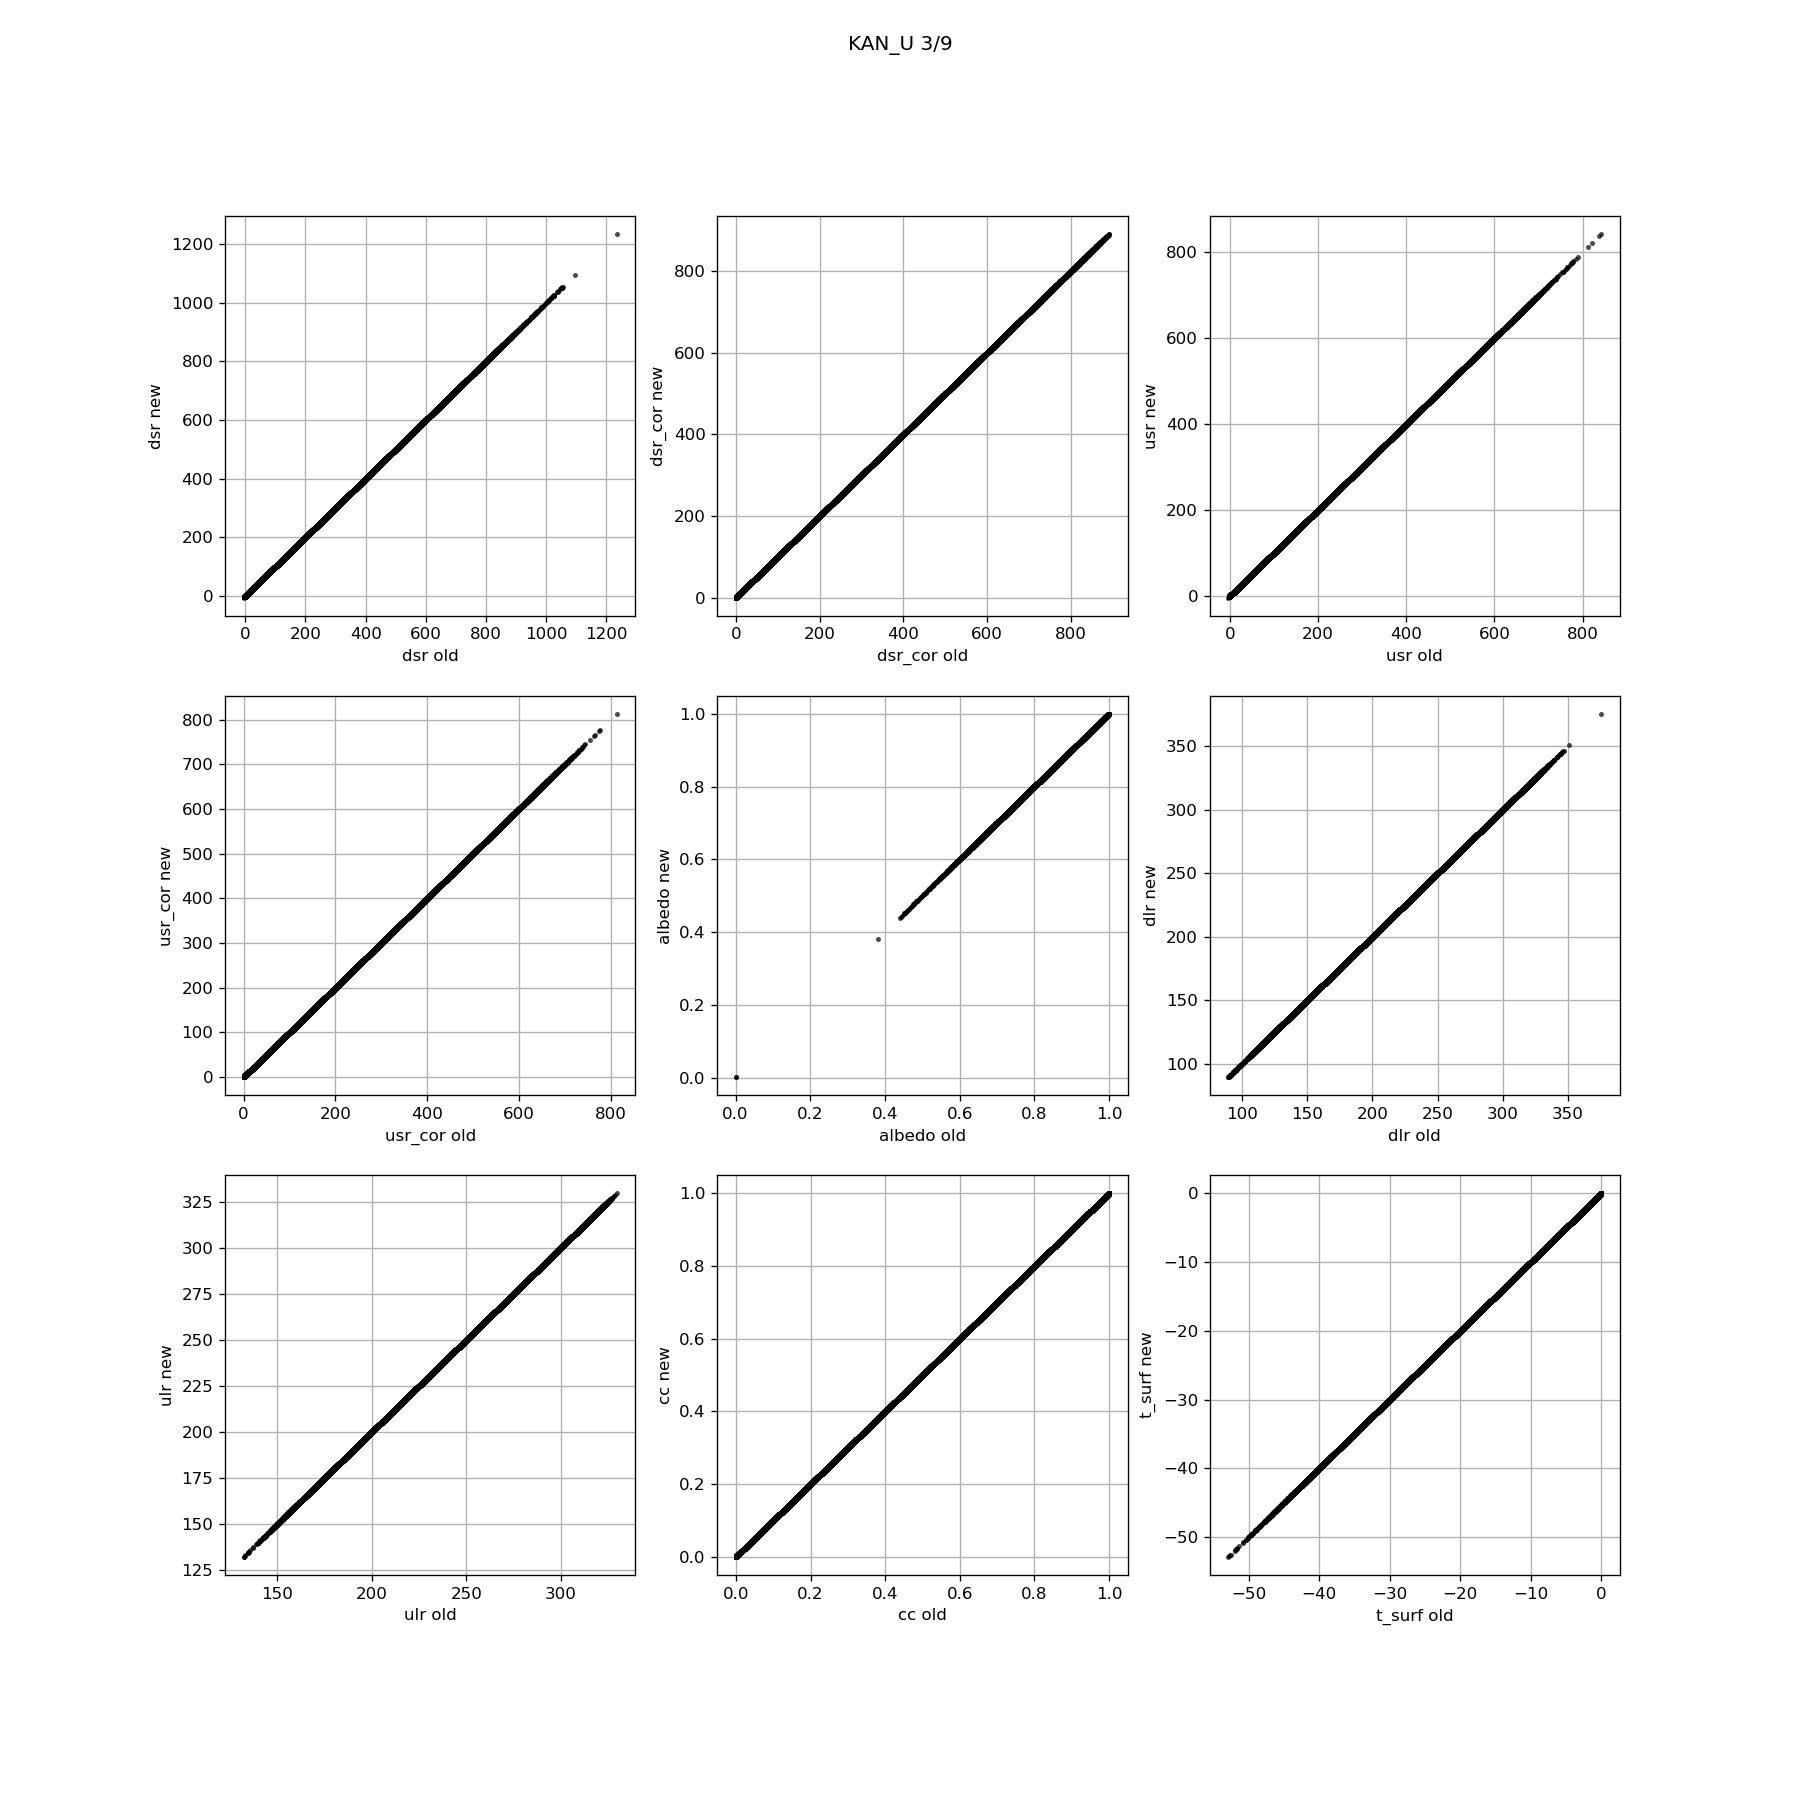 KAN_U 3/9
1200
1000
800
600
400
200
0
dsr new
0 200 400 600 800 1000 1200
dsr old
800
600
400
200
0
dsr_cor new
0 200 400 600 800
dsr_cor old
800
600
400
200
0
usr new
0 200 400 600 800
usr old
800
700
600
500
400
300
200
100
0
usr_cor new
0 200 400 600 800
usr_cor old
1.0
0.8
0.6
0.4
0.2
0.0
albedo new
0.0 0.2 0.4 0.6 0.8 1.0
albedo old
350
300
250
200
150
100
dlr new
100 150 200 250 300 350
dlr old
325
300
275
250
225
200
175
150
125
ulr new
150 200 250 300
ulr old
1.0
0.8
0.6
0.4
0.2
0.0
cc new
0.0 0.2 0.4 0.6 0.8 1.0
cc old
0
−10
−20
−30
−40
−50
t_surf new
−50 −40 −30 −20 −10 0
t_surf old